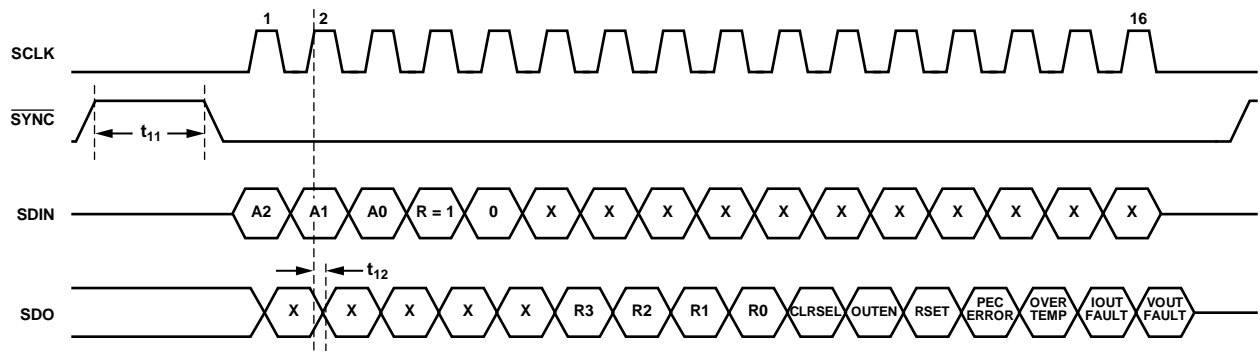 1 2 16
SCLK
SYNC
t11
SDIN A2 A1 A0 R = 1 0 X X X X X X X X X X X
t12
SDO X X X X X R3 R2 R1 R0 CLRSEL OUTEN RSET PEC ERROR OVER TEMP IOUT FAULT VOUT FAULT